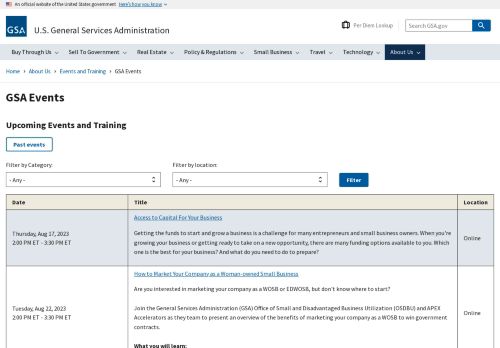 An official website of the United States government Here's how you know
GSA
U.S. General Services Administration
Per Diem Lookup
Search GSA.gov
Buy Through Us Sell To Government Real Estate Policy & Regulations Small Business Travel Technology About Us
Home › About Us › Events and Training › GSA Events
GSA Events
Upcoming Events and Training
Past events
Filter by Category: Filter by location:
- Any - - Any - Filter
Date Title Location
Access to Capital For Your Business
Thursday, Aug 17, 2023
2:00 PM ET - 3:30 PM ET
Getting the funds to start and grow a business is a challenge for many entrepreneurs and small business owners. When you're
growing your business or getting ready to take on a new opportunity, there are many funding options available to you. Which
one is the best for your business? And what do you need to do to prepare?
Online
How to Market Your Company as a Woman-owned Small Business
Tuesday, Aug 22, 2023
2:00 PM ET - 3:30 PM ET
Are you interested in marketing your company as a WOSB or EDWOSB, but don't know where to start?
Join the General Services Administration (GSA) Office of Small and Disadvantaged Business Utilization (OSDBU) and APEX
Accelerators as they team to present an overview of the benefits of marketing your company as a WOSB to win government
contracts.
What you will learn:
Online